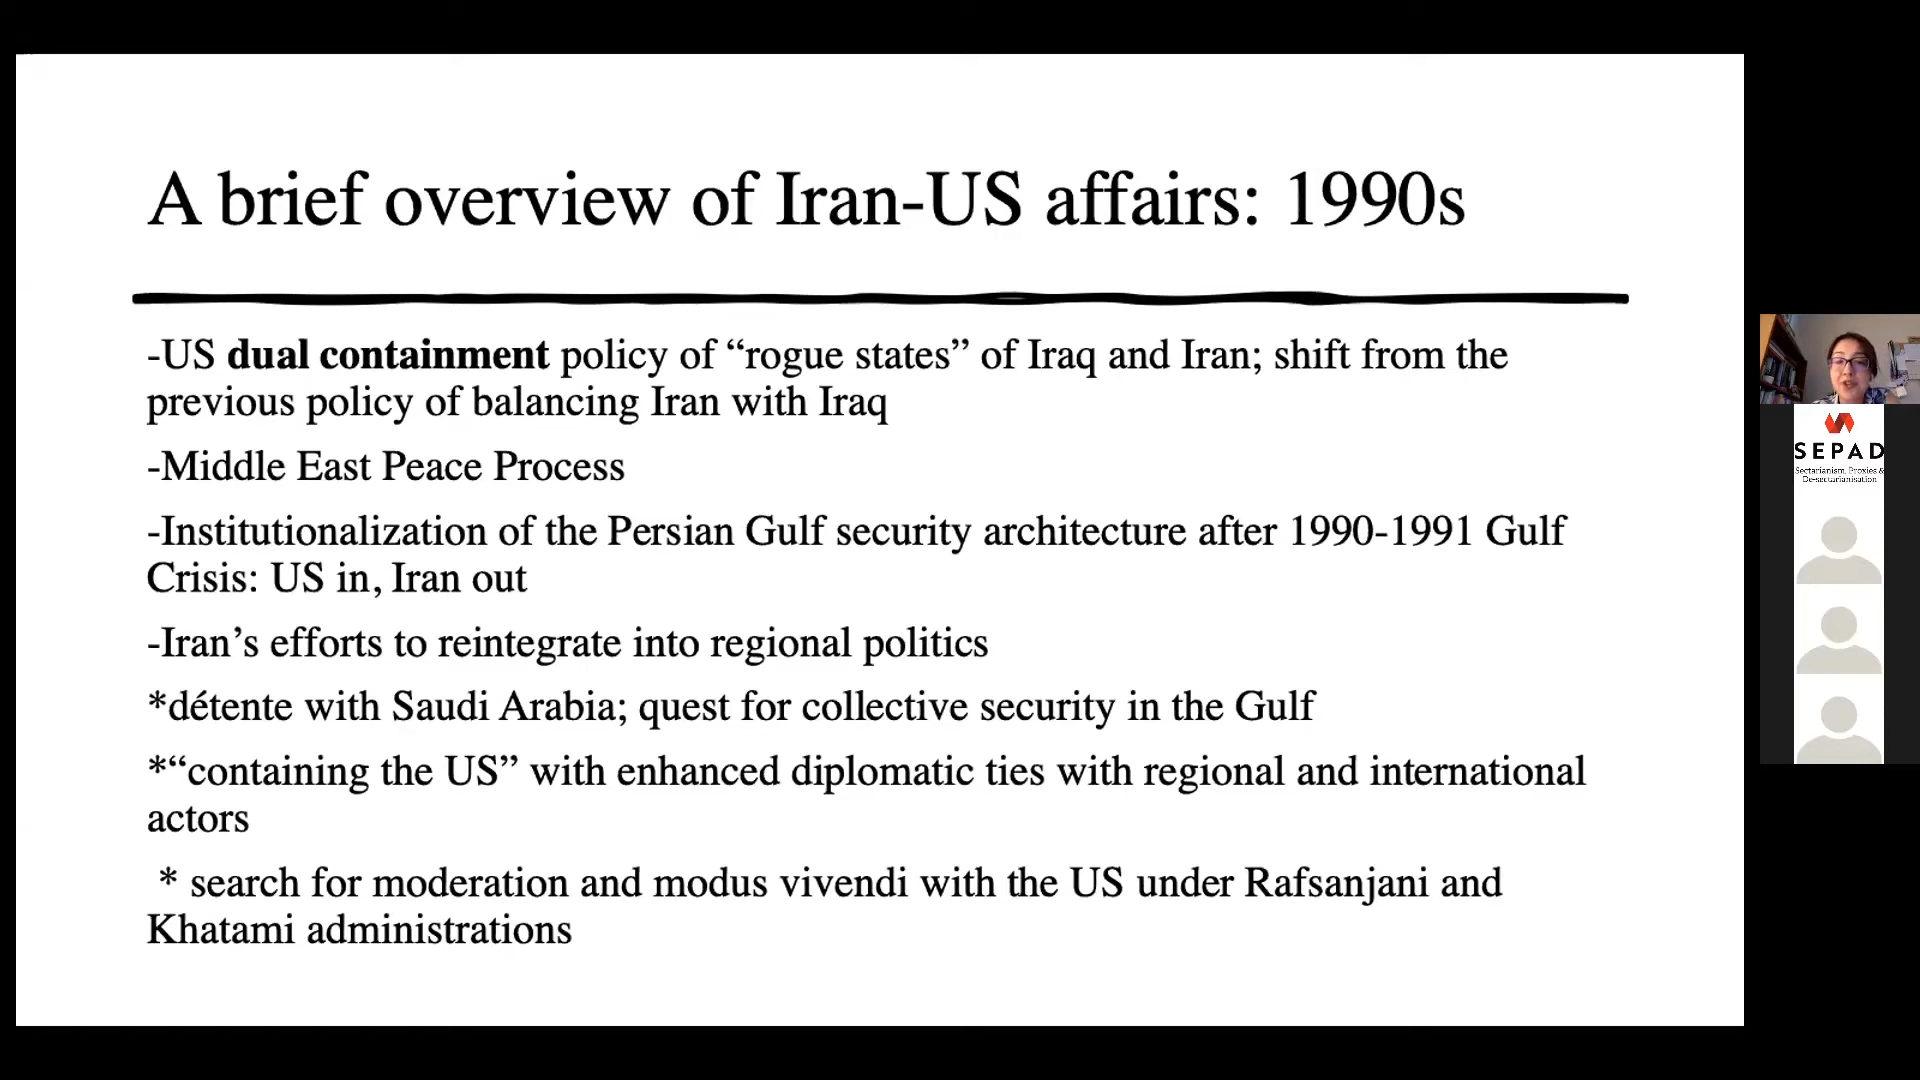 A brief overview of Iran-US affairs: 1990s
-US dual containment policy of “rogue states” of Iraq and Iran; shift from the
previous policy of balancing Iran with Iraq
-Middle East Peace Process
-Institutionalization of the Persian Gulf security architecture after 1990-1991 Gulf
Crisis: US in, Iran out
-Iran’s efforts to reintegrate into regional politics
*détente with Saudi Arabia; quest for collective security in the Gulf
*“containing the US” with enhanced diplomatic ties with regional and international
actors
* search for moderation and modus vivendi with the US under Rafsanjani and
Khatami administrations
SEPAD
Sectarianism, Proxies &
De-sectarianisation